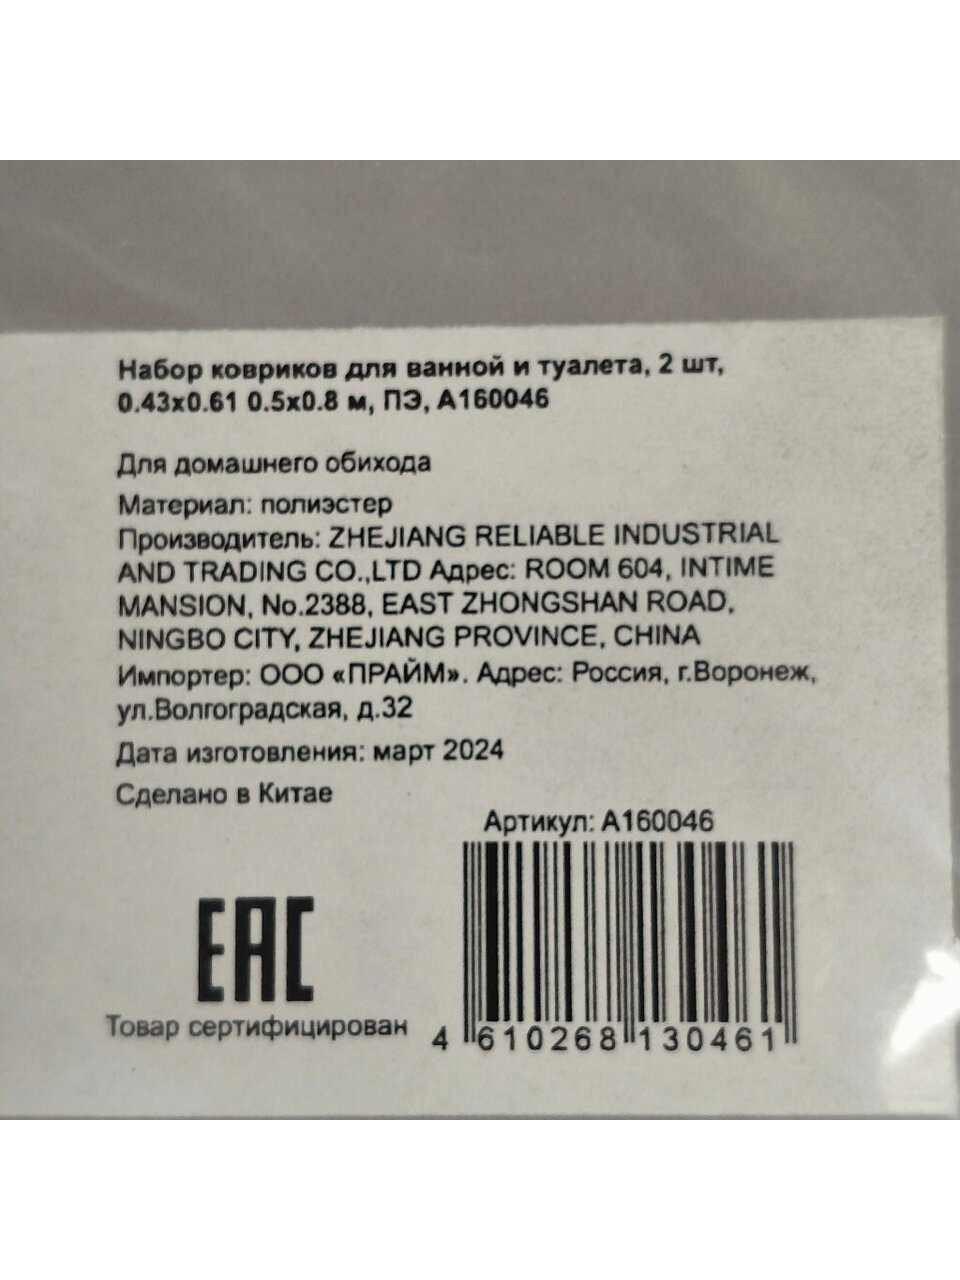 Набор ковриков для ванной и туалета, 2 шт,
0.43x0.61 0.5x0.8 м, ПЭ, A160046
Для домашнего обихода
Материал: полиэстер
Производитель: ZHEJIANG RELIABLE INDUSTRIAL
AND TRADING CO.,LTD Адрес: ROOM 604, INTIME
MANSION, No.2388, EAST ZHONGSHAN ROAD,
NINGBO CITY, ZHEJIANG PROVINCE, CHINA
Импортер: ООО «ПРАЙМ». Адрес: Россия, г.Воронеж,
ул.Волгоградская, д.32
Дата изготовления: март 2024
Сделано в Китае
Артикул: A160046
EAC
Товар сертифицирован
4 610268 130461